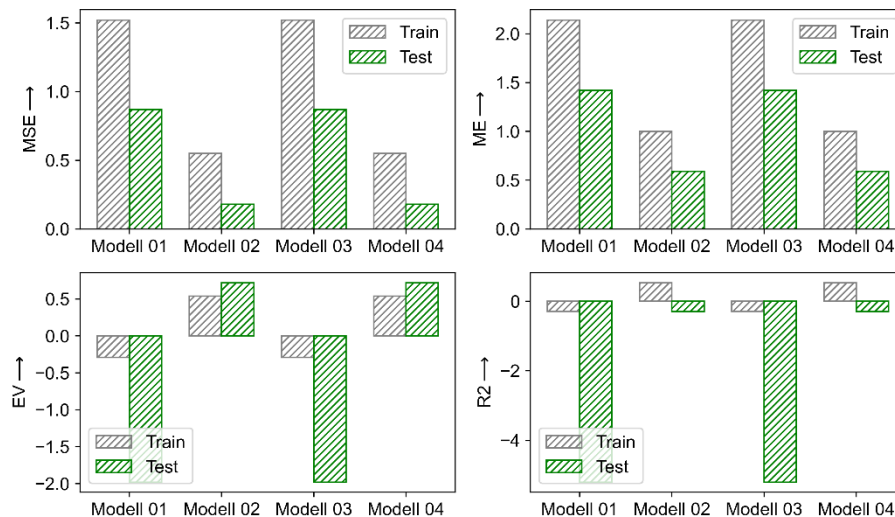 1.5
1.0
0.5
0.0
MSE →
Train
Test
Modell 01 Modell 02 Modell 03 Modell 04
2.0
1.5
1.0
0.5
0.0
ME →
Train
Test
Modell 01 Modell 02 Modell 03 Modell 04
0.5
0.0
−0.5
−1.0
−1.5
−2.0
EV →
Train
Test
Modell 01 Modell 02 Modell 03 Modell 04
0
−2
−4
R2 →
Train
Test
Modell 01 Modell 02 Modell 03 Modell 04